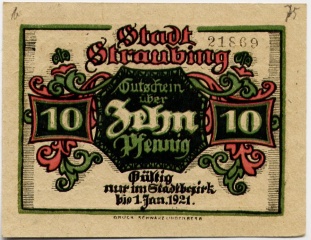 Stadt
Straubing
21869
Gutschein
über
10 Zehn 10
Pfennig
Gültig
nur im Stadtbezirk
bis 1. Jan. 1921.